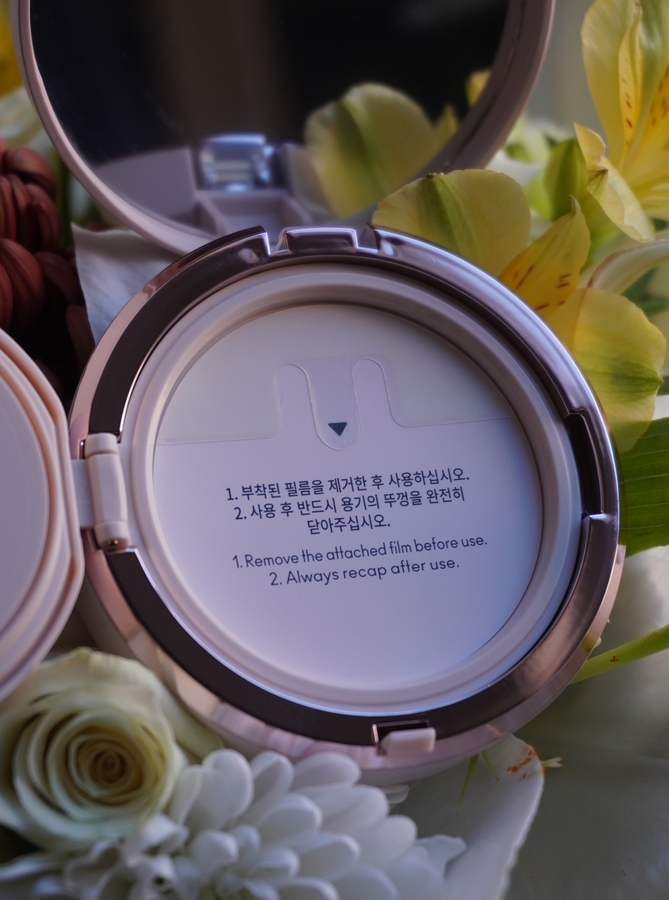 1. 부착된 필름을 제거한 후 사용하십시오.
2. 사용 후 반드시 용기의 뚜껑을 완전히
닫아주십시오.
1. Remove the attached film before use.
2. Always recap after use.